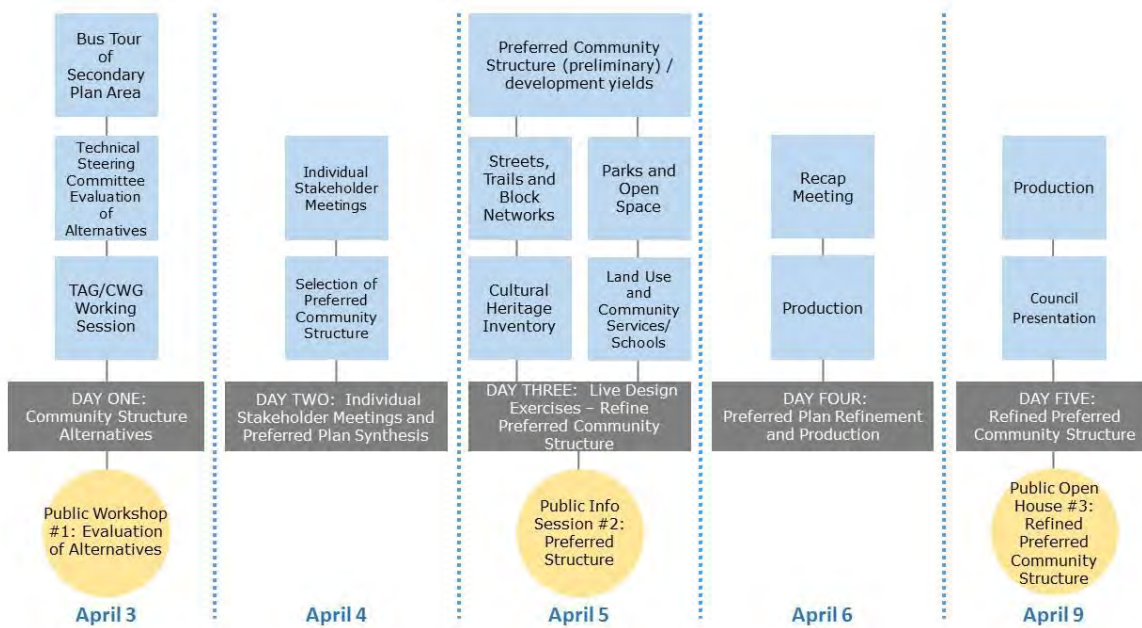 Bus Tour
of
Secondary
Plan Area
Technical
Steering
Committee
Evaluation
of
Alternatives
TAG/CWG
Working
Session
DAY ONE:
Community Structure
Alternatives
Public Workshop
#1: Evaluation
of Alternatives
April 3
Individual
Stakeholder
Meetings
Selection of
Preferred
Community
Structure
DAY TWO: Individual
Stakeholder Meetings and
Preferred Plan Synthesis
April 4
Preferred Community
Structure (preliminary) /
development yields
Streets,
Trails and
Block
Networks
Parks and
Open
Space
Cultural
Heritage
Inventory
Land Use
and
Community
Services/
Schools
DAY THREE: Live Design
Exercises – Refine
Preferred Community
Structure
Public Info
Session #2:
Preferred
Structure
April 5
Recap
Meeting
Production
DAY FOUR:
Preferred Plan Refinement
and Production
April 6
Production
Council
Presentation
DAY FIVE:
Refined Preferred
Community Structure
Public Open
House #3:
Refined
Preferred
Community
Structure
April 9